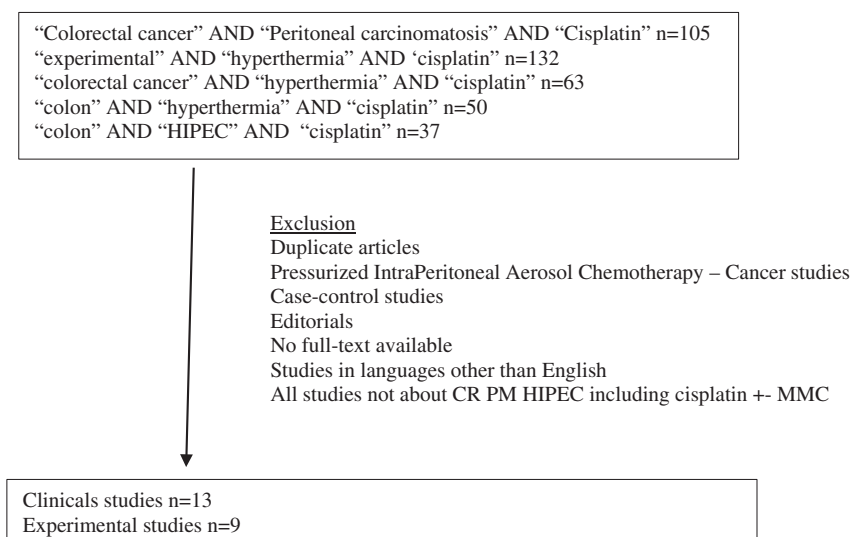 “Colorectal cancer” AND “Peritoneal carcinomatosis” AND “Cisplatin” n=105
“experimental” AND “hyperthermia” AND ‘cisplatin” n=132
“colorectal cancer” AND “hyperthermia” AND “cisplatin” n=63
“colon” AND “hyperthermia” AND “cisplatin” n=50
“colon” AND “HIPEC” AND “cisplatin” n=37
Exclusion
Duplicate articles
Pressurized IntraPeritoneal Aerosol Chemotherapy – Cancer studies
Case-control studies
Editorials
No full-text available
Studies in languages other than English
All studies not about CR PM HIPEC including cisplatin +- MMC
Clinicals studies n=13
Experimental studies n=9